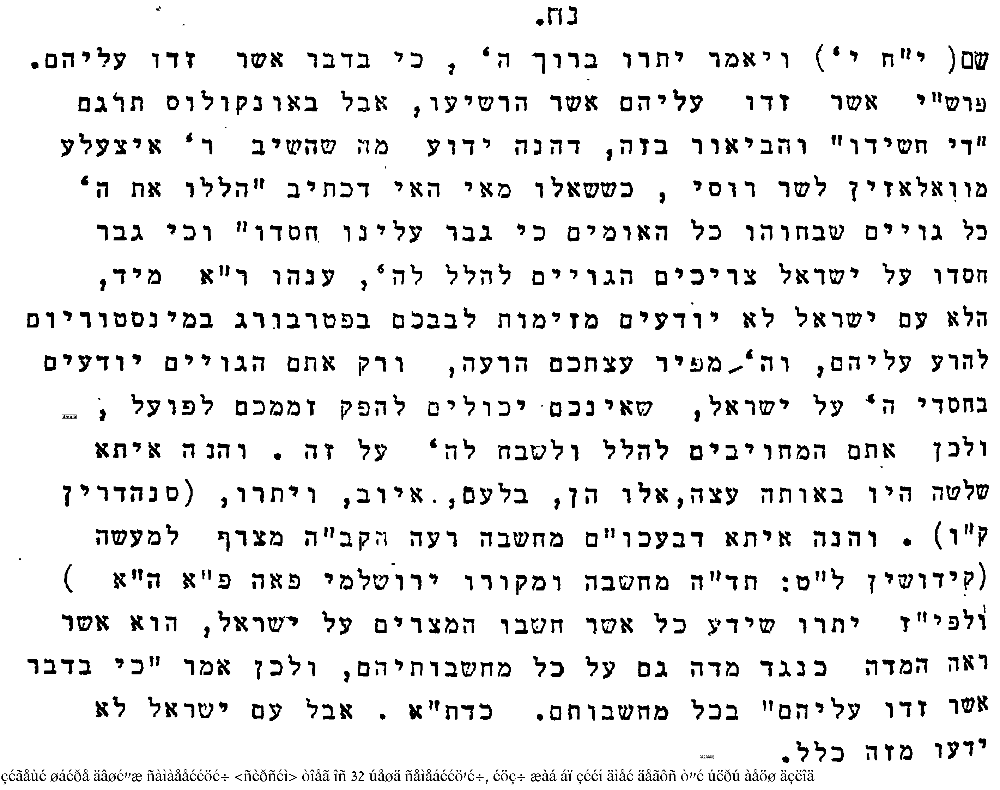 נח.
שם( י"ח י') ויאמר יתרו ברוך ה' , כי בדבר אשר זדו עליהם.
פרש"י אשר זדו עליהם אשר הרשיעו, אבל באונקולוס תרגם
"די חשידו" והביאור בזה, דהנה ידוע מה שהשיב ר' איצעלע
מוואלאזין לשר רוסי , כששאלו מאי האי דכתיב "הללו את ה'
כל גויים שבחוהו כל האומים כי גבר עלינו חסדו" וכי גבר
חסדו על ישראל צריכים הגויים להלל לה', ענהו ר"א מיד,
הלא עם ישראל לא יודעים מזימות לבבכם בפטרבורג במינסטוריום
להרע עליהם, וה' מפיר עצתכם הרעה, ורק אתם הגויים יודעים
בחסדי ה' על ישראל, שאינכם יכולים להפק זממכם לפועל ,
ולכן אתם המחויבים להלל ולשבח לה' על זה . והנה איתא
שלשה היו באותה עצה,אלו הן, בלעם, איוב, ויתרו, (סנהדרין
ק"ו) . והנה איתא דבעכו"ם מחשבה רעה הקב"ה מצרף למעשה
(קידושין ל"ט: תד"ה מחשבה ומקורו ירושלמי פאה פ"א ה"א )
ולפי"ז יתרו שידע כל אשר חשבו המצרים על ישראל, הוא אשר
ראה המדה כנגד מדה גם על כל מחשבותיהם, ולכן אמר "כי בדבר
אשר זדו עליהם" בכל מחשבותם. כדת"א . אבל עם ישראל לא
ידעו מזה כלל.
çéãåùé øáéðå äâøé"æ ñàìàååééöé÷ <ñèðñéì> òîåã îñ 32 úåøä ñåìåáééö'é÷, éöç÷ æàá áï çééí äìåé äåãôñ ò"é úëðú àåöø äçëîä